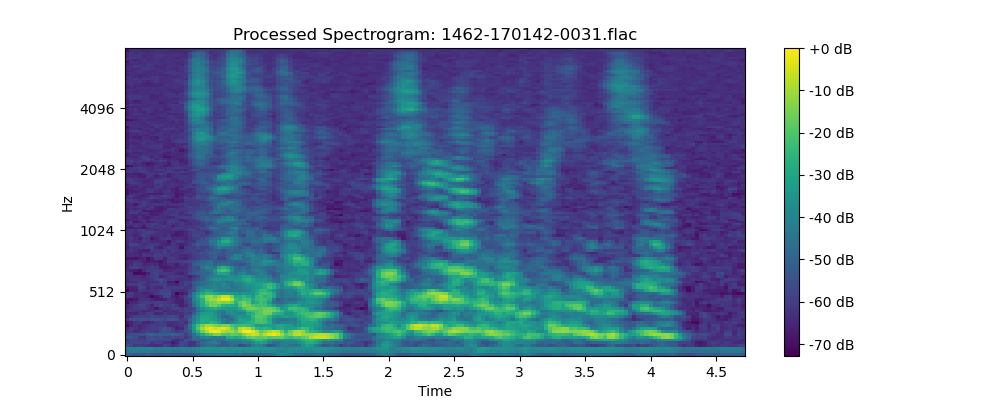 Processed Spectrogram: 1462-170142-0031.flac
Hz
4096
2048
1024
512
0
0 0.5 1 1.5 2 2.5 3 3.5 4 4.5
Time
+0 dB
-10 dB
-20 dB
-30 dB
-40 dB
-50 dB
-60 dB
-70 dB